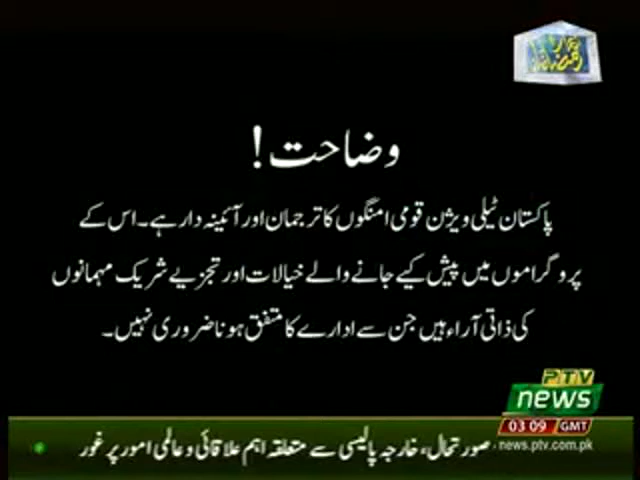 وضاحت!
پاکستان ٹیلی ویژن قومی امنگوں کا ترجمان اور آئینہ دار ہے۔ اس کے
پروگراموں میں پیش کیے جانے والے خیالات اور تجزیے شریک مہمانوں
کی ذاتی آراء ہیں جن سے ادارے کا متفق ہونا ضروری نہیں۔
PTV
news
03:09 GMT
news.ptv.com.pk
صورتحال، خارجہ پالیسی سے متعلقہ اہم علاقائی و عالمی امور پر غور